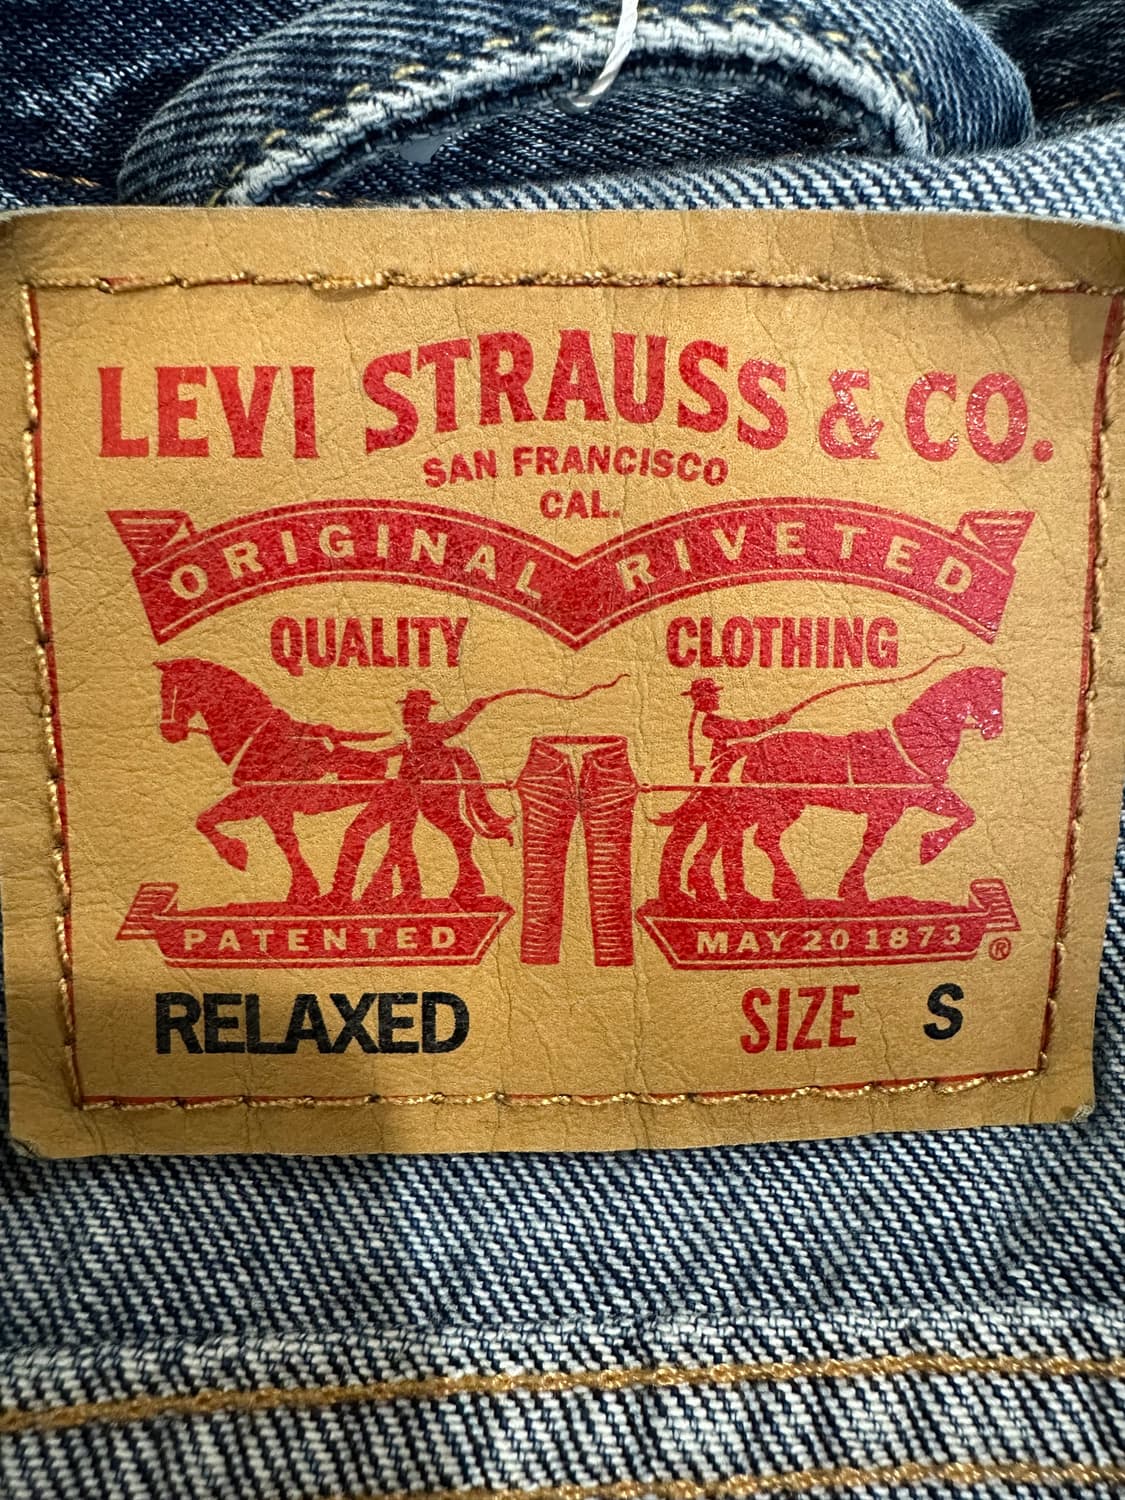 LEVI STRAUSS & CO.
SAN FRANCISCO
CAL.
ORIGINAL RIVETED
QUALITY CLOTHING
PATENTED MAY 20 1873 ®
RELAXED SIZE S